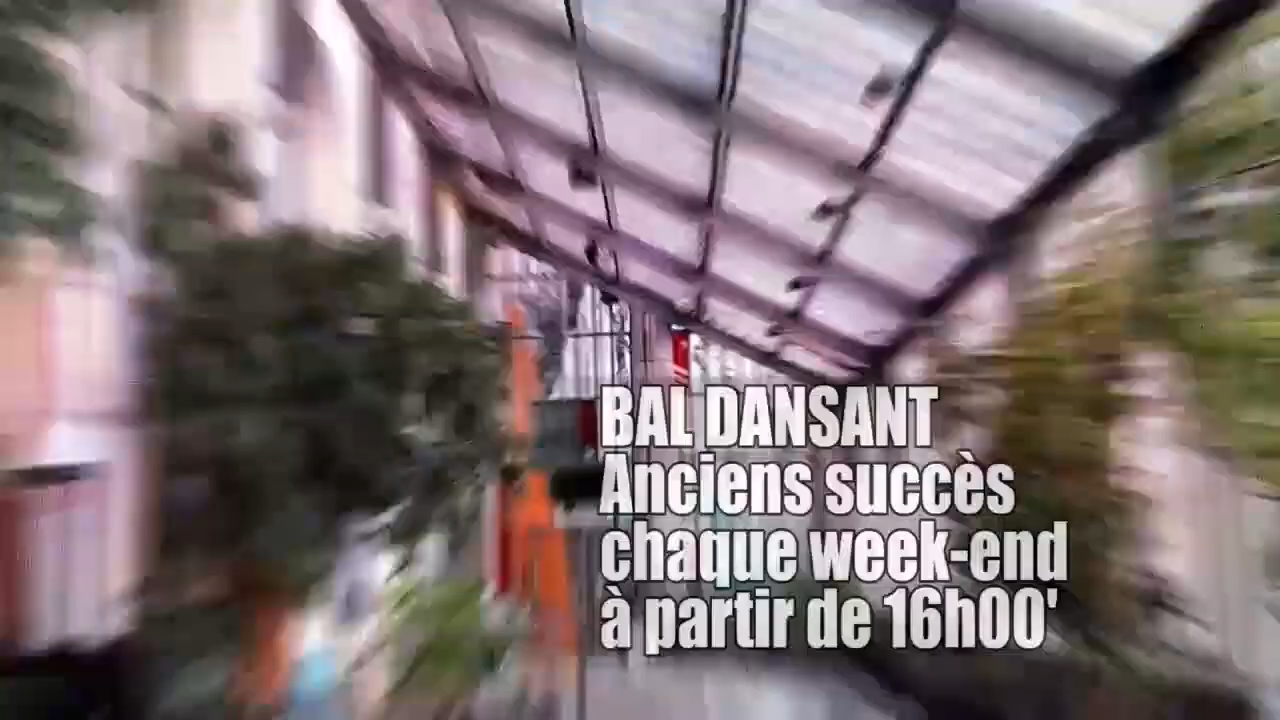 BAL DANSANT
Anciens succès
chaque week-end
à partir de 16h00'